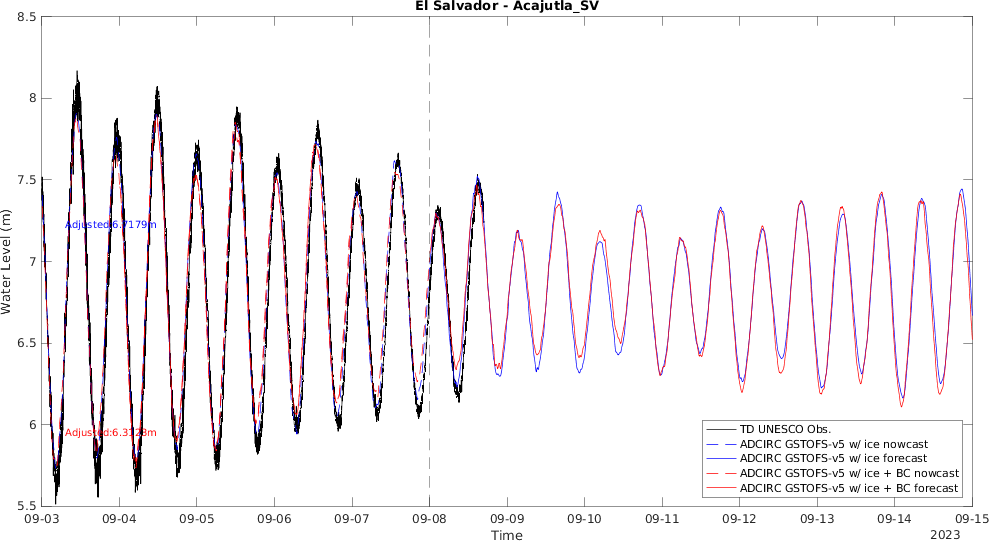 El Salvador - Acajutla_SV
8.5
8
7.5
7
6.5
6
5.5
Water Level (m)
Adjusted:6.7179m
Adjusted:6.3123m
TD UNESCO Obs.
ADCIRC GSTOFS-v5 w/ ice nowcast
ADCIRC GSTOFS-v5 w/ ice forecast
ADCIRC GSTOFS-v5 w/ ice + BC nowcast
ADCIRC GSTOFS-v5 w/ ice + BC forecast
09-03 09-04 09-05 09-06 09-07 09-08 09-09 09-10 09-11 09-12 09-13 09-14 09-15
Time
2023